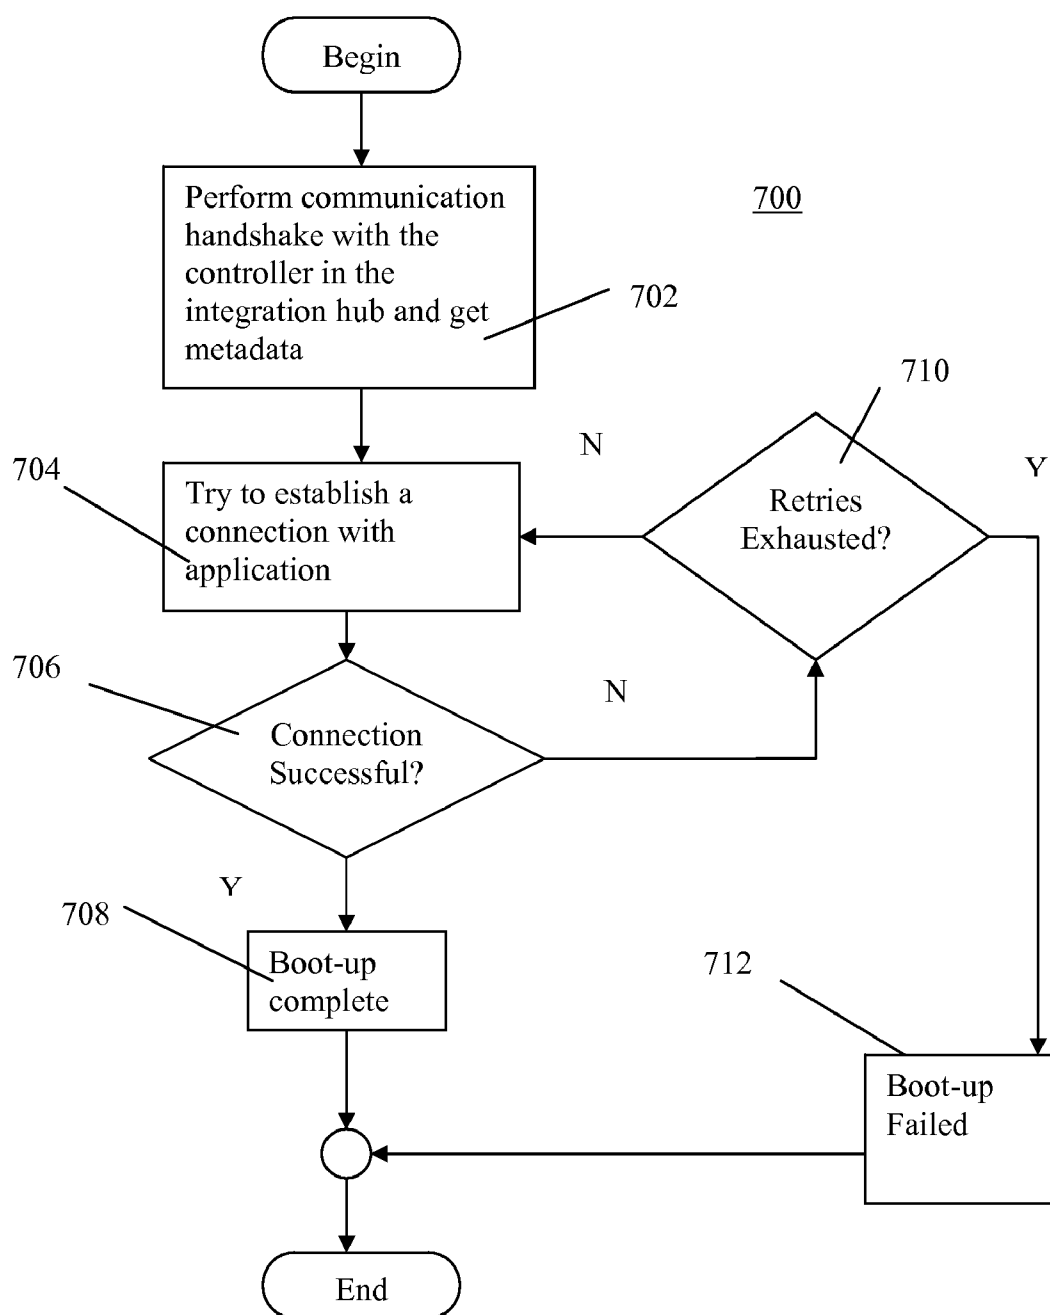 Begin
Perform communication
handshake with the
controller in the
integration hub and get
metadata
700
702
710
N
Y
704
Try to establish a
connection with
application
Retries
Exhausted?
706
N
Connection
Successful?
Y
708
Boot-up
complete
712
Boot-up
Failed
End